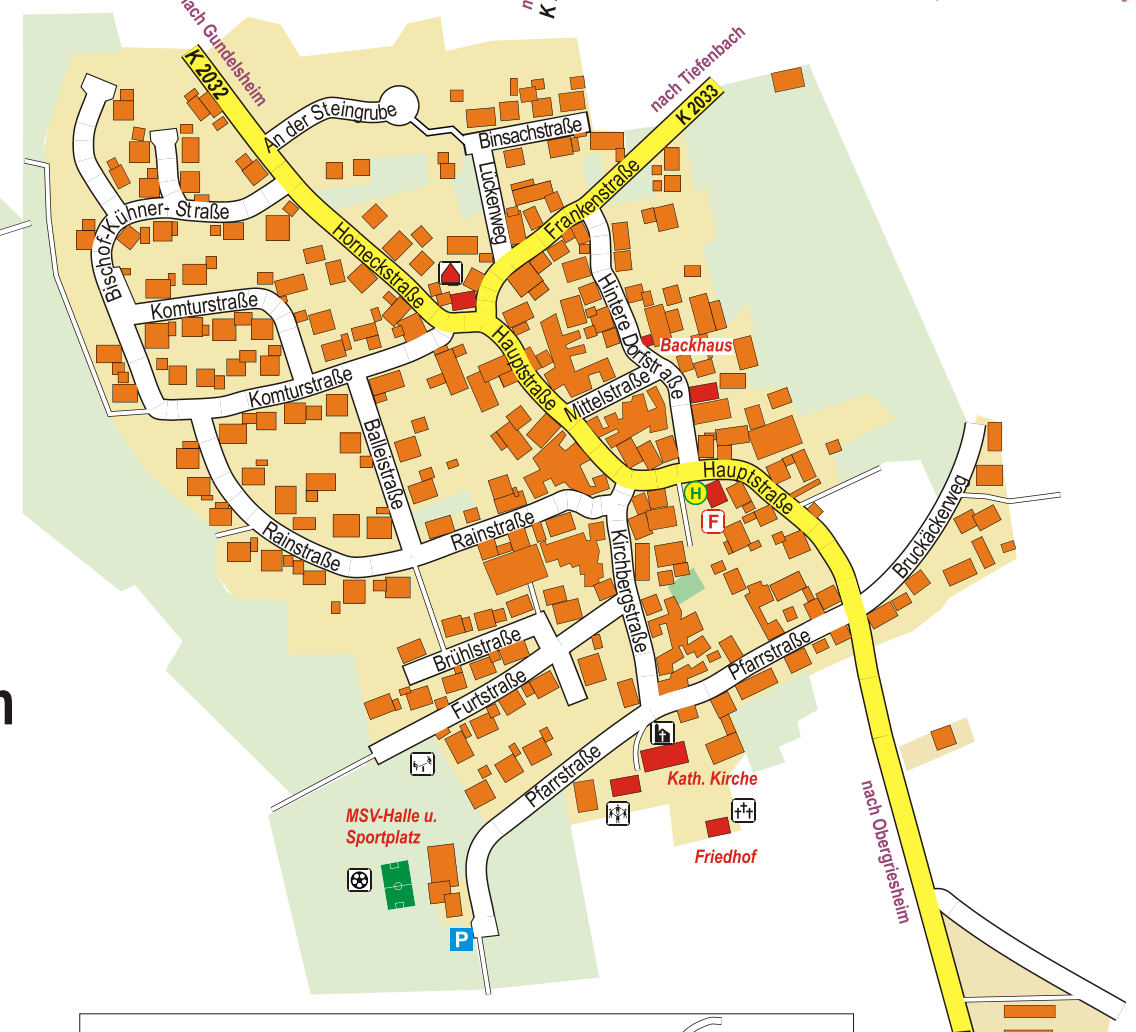 nach Gundelsheim
K 2032
K
nach Tiefenbach
K 2033
An der Steingrube
Binsachstraße
Lückenweg
Frankenstraße
Bischof-Kühner- Straße
Horneckstraße
Hintere Dorfstraße
Komturstraße
Backhaus
Hauptstraße
Mittelstraße
Komturstraße
Balleistraße
Hauptstraße
H
F
Rainstraße
Rainstraße
Kirchbergstraße
Bruckäckerweg
Brühlstraße
Furtstraße
Pfarrstraße
n
Pfarrstraße
Kath. Kirche
MSV-Halle u.
Sportplatz
Friedhof
nach Obergriesheim
P